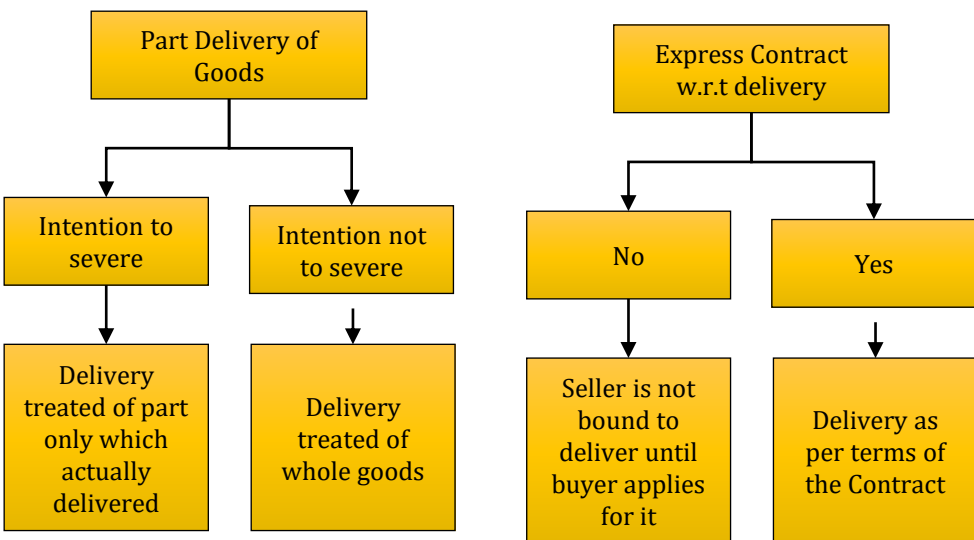 Part Delivery of
Goods
Intention to
severe
Intention not
to severe
Delivery
treated of part
only which
actually
delivered
Delivery
treated of
whole goods
Express Contract
w.r.t delivery
No
Yes
Seller is not
bound to
deliver until
buyer applies
for it
Delivery as
per terms of
the Contract